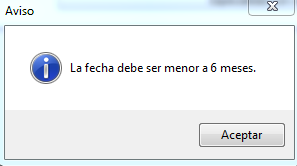 Aviso
La fecha debe ser menor a 6 meses.
Aceptar